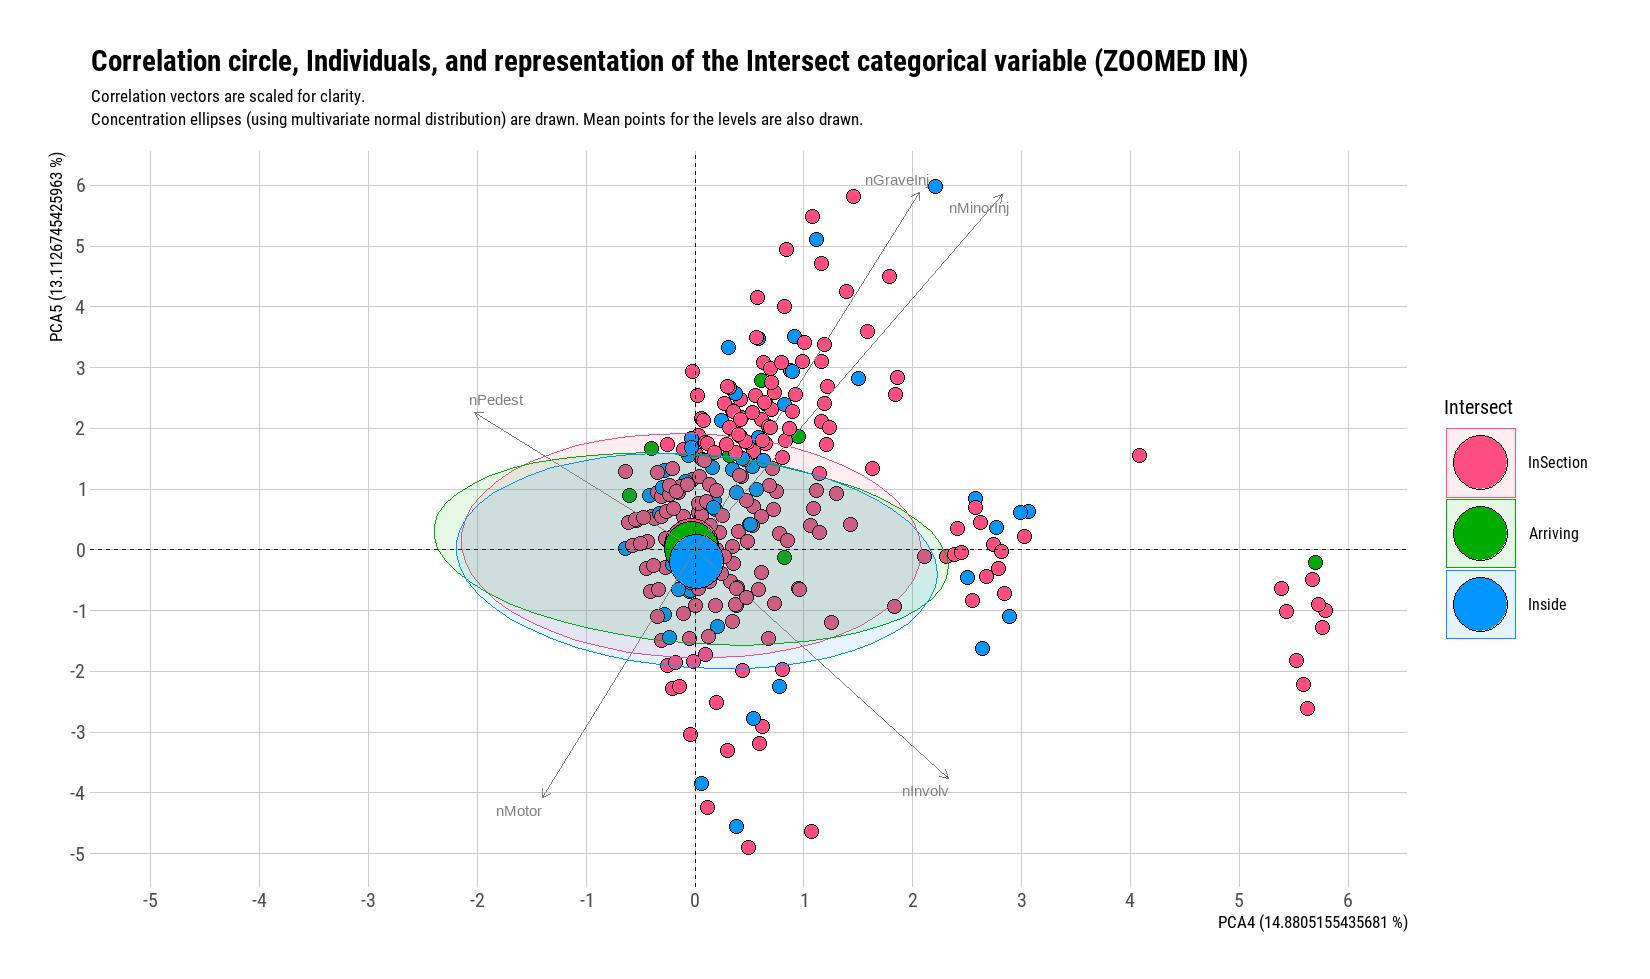 Correlation circle, Individuals, and representation of the Intersect categorical variable (ZOOMED IN)
Correlation vectors are scaled for clarity.
Concentration ellipses (using multivariate normal distribution) are drawn. Mean points for the levels are also drawn.
PCA5 (13.1126745425963 %)
6
5
4
3
2
1
0
-1
-2
-3
-4
-5
nGraveInj
nMinorInj
nPedest
nMotor
nInvolv
-5
-4
-3
-2
-1
0
1
2
3
4
5
6
PCA4 (14.8805155435681 %)
Intersect
InSection
Arriving
Inside